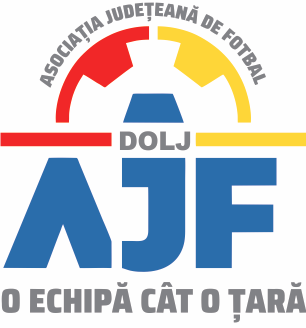 ASOCIAȚIA JUDEȚEANĂ DE FOTBAL
DOLJ
AJF
O ECHIPĂ CÂT O ȚARĂ